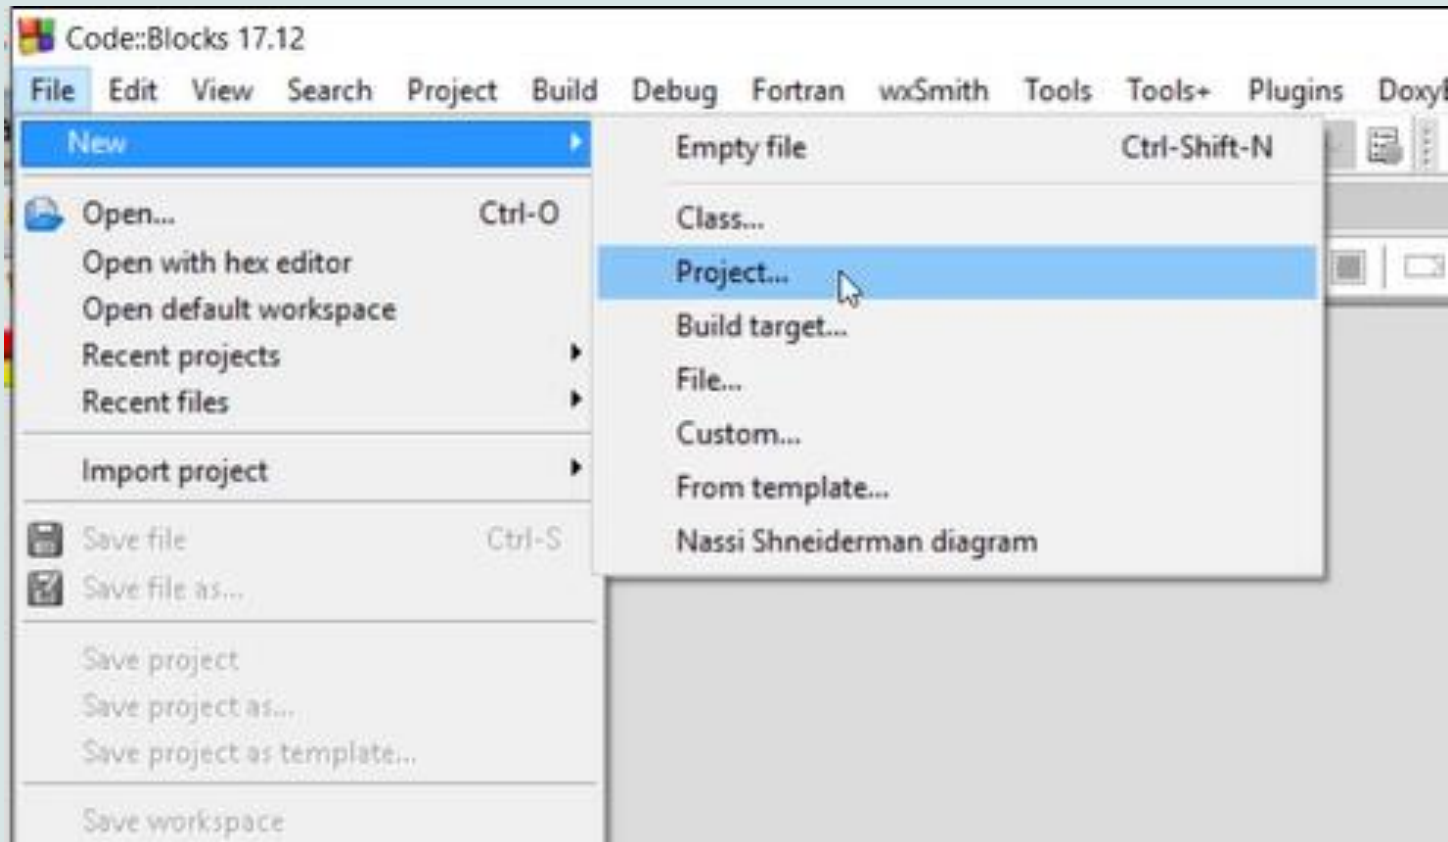 Code::Blocks 17.12
File Edit View Search Project Build Debug Fortran wxSmith Tools Tools+ Plugins
New
Open... Ctrl-O
Open with hex editor
Open default workspace
Recent projects
Recent files
Import project
Save file Ctrl-S
Save file as...
Save project
Save project as...
Save project as template...
Save workspace
Empty file Ctrl-Shift-N
Class...
Project...
Build target...
File...
Custom...
From template...
Nassi Shneiderman diagram